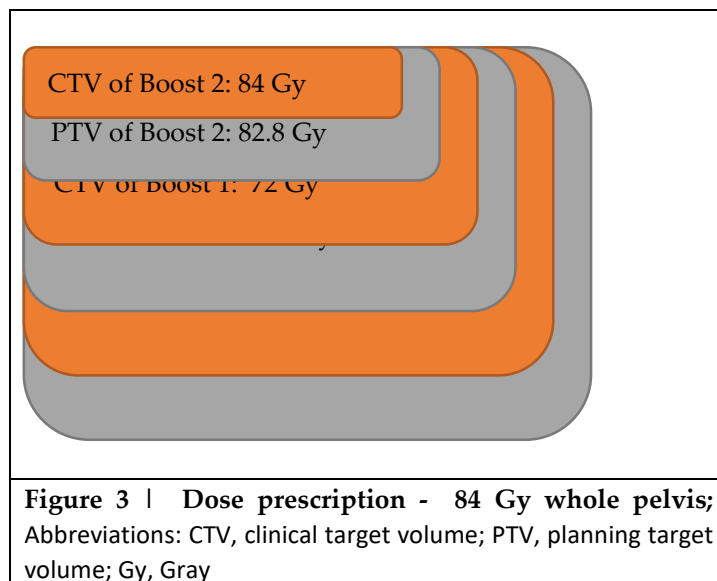 CTV of Boost 2: 84 Gy
PTV of Boost 2: 82.8 Gy
CTV of Boost 1: 72 Gy
Figure 3 | Dose prescription - 84 Gy whole pelvis;
Abbreviations: CTV, clinical target volume; PTV, planning target
volume; Gy, Gray